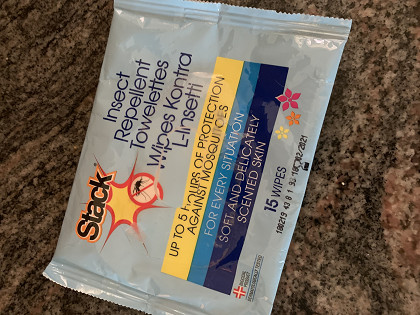 Stack
Insect
Repellent
Towelettes
Wipes Kontra
L-Insetti
UP TO 5 HOURS OF PROTECTION
AGAINST MOSQUITOES
FOR EVERY SITUATION
SOFT AND DELICATELY
SCENTED SKIN
15 WIPES